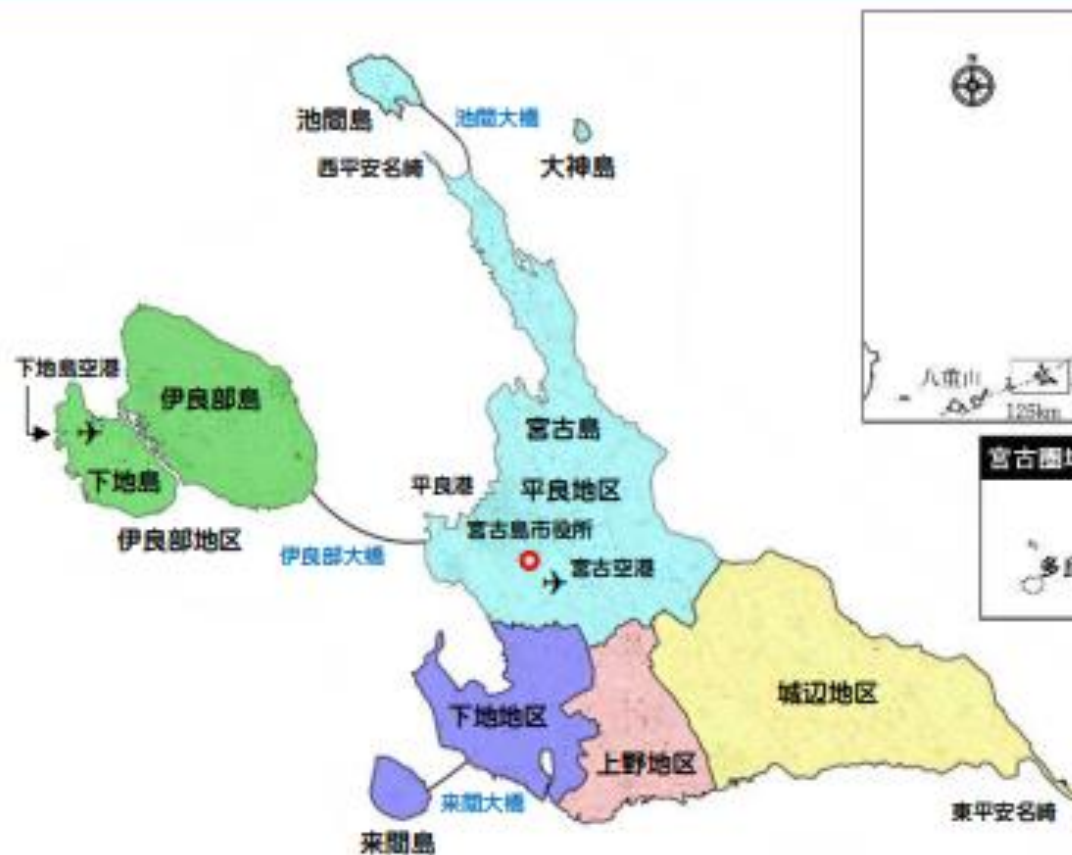 N
池間島
池間大橋
大神島
西平安名崎
下地島空港
伊良部島
下地島
伊良部地区
伊良部大橋
宮古島
平良港
平良地区
宮古島市役所
宮古空港
下地地区
上野地区
城辺地区
来間大橋
来間島
東平安名崎
八重山
125km
宮古圏域
多良